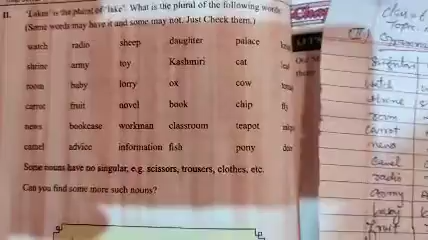 II. 'Lakes' is the plural of 'lake'. What is the plural of the following words
(Some words may have it and some may not. Just Check them.)
watch radio sheep daughter palace
shrine army toy Kashmiri cat
room baby lorry ox cow
carrot fruit novel book chip fly
news bookcase workman classroom teapot
camel advice information fish pony
Some nouns have no singular, e.g. scissors, trousers, clothes, etc.
Can you find some more such nouns?
Class
room
Carrot
news
Camel
radio
army
baby
fruit